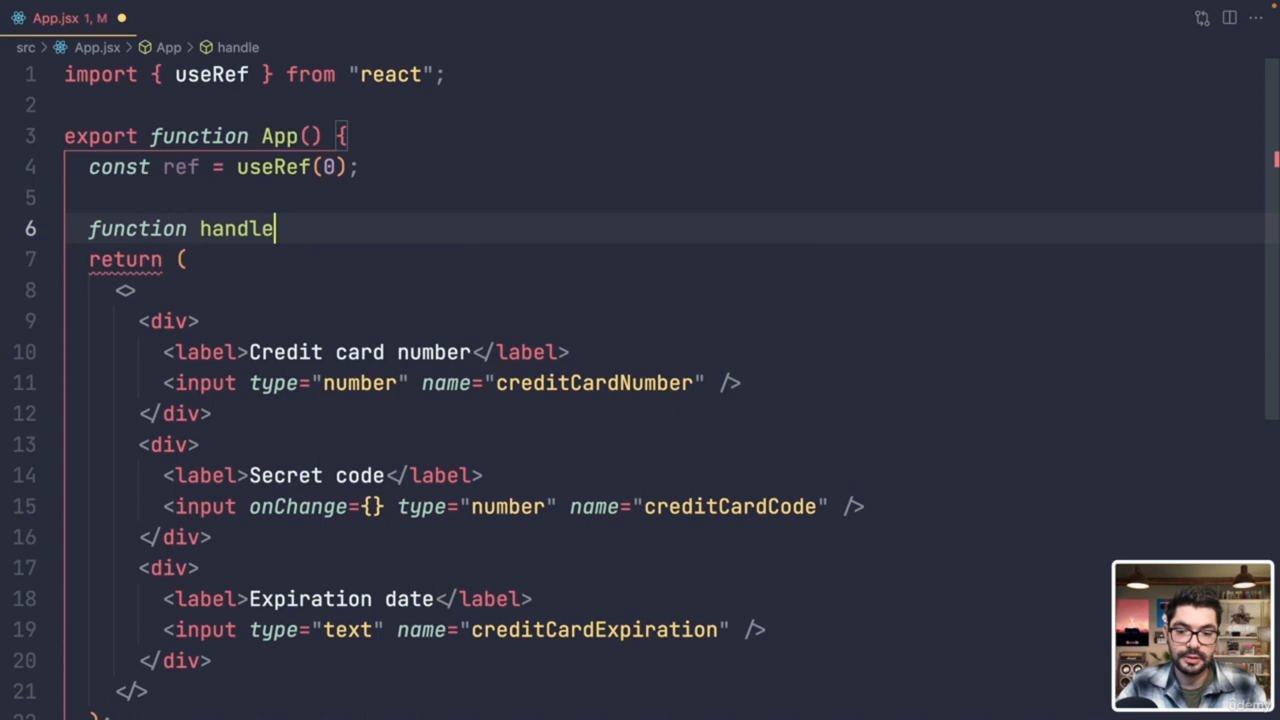 App.jsx 1, M
src > App.jsx > App > handle
1 import { useRef } from "react";
2
3 export function App() {
4 const ref = useRef(0);
5
6 function handle
7 return (
8 <>
9 <div>
10 <label>Credit card number</label>
11 <input type="number" name="creditCardNumber" />
12 </div>
13 <div>
14 <label>Secret code</label>
15 <input onChange={} type="number" name="creditCardCode" />
16 </div>
17 <div>
18 <label>Expiration date</label>
19 <input type="text" name="creditCardExpiration" />
20 </div>
21 </>
22 );
udemy